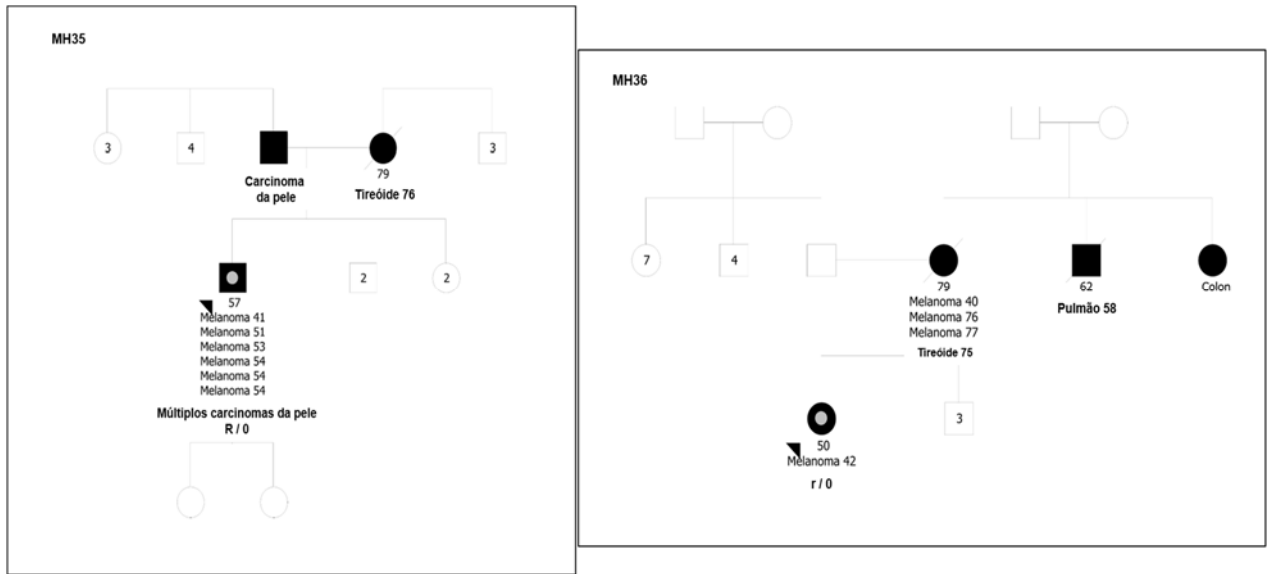 MH35
3
4
3
79
Carcinoma
da pele
Tireóide 76
57
2
2
Melanoma 41
Melanoma 51
Melanoma 53
Melanoma 54
Melanoma 54
Melanoma 54
Múltiplos carcinomas da pele
R / 0
MH36
7
4
79
62
Colon
Melanoma 40
Melanoma 76
Melanoma 77
Tireóide 75
Pulmão 58
3
50
Melanoma 42
r / 0